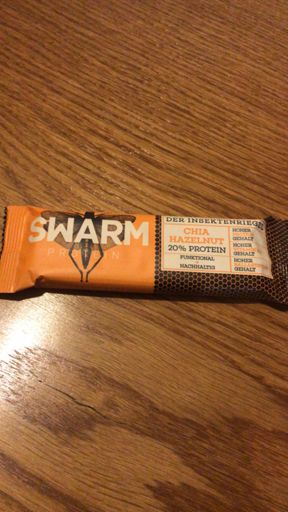 SWARM
PROTEIN
DER INSEKTENRIEGEL
CHIA
HAZELNUT
20% PROTEIN
FUNKTIONAL
NACHHALTIG
HOHER
GEHALT
HOHER
GEHALT
HOHER
GEHALT